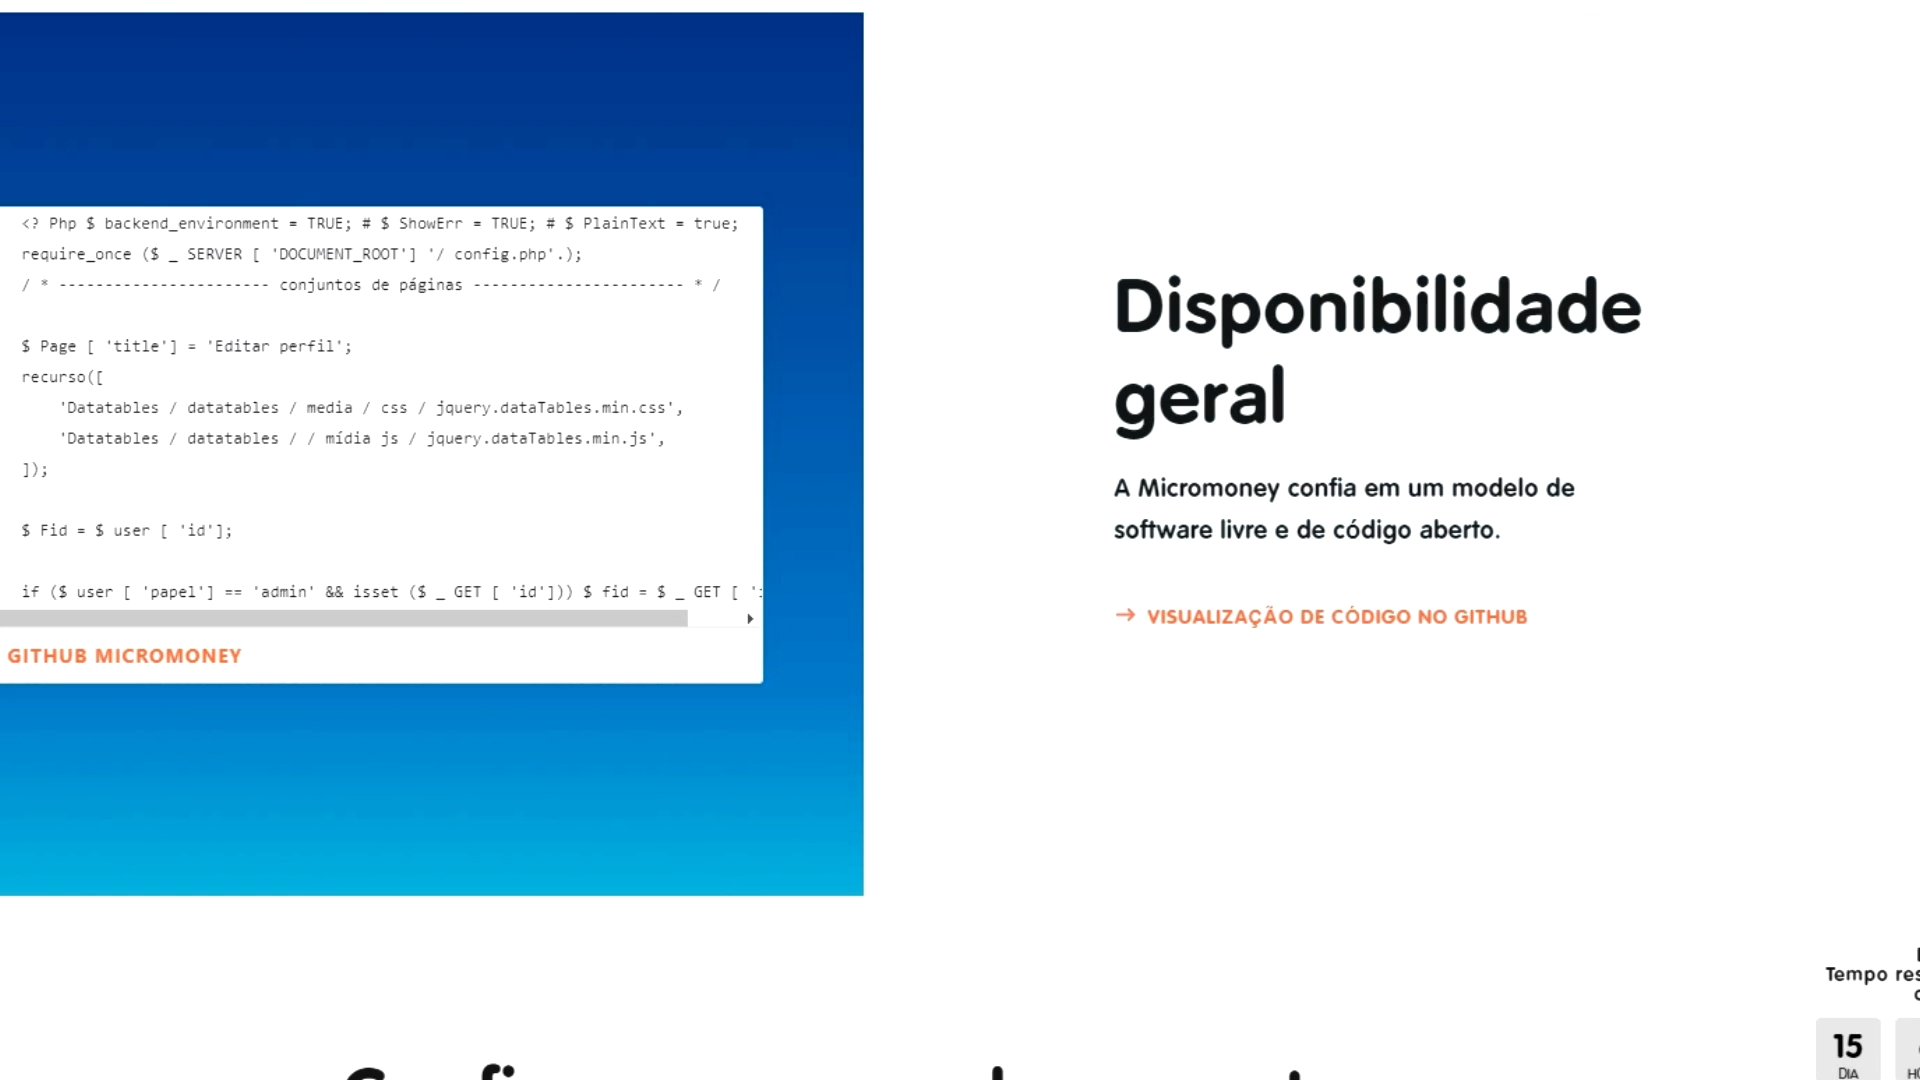 <? Php $ backend_environment = TRUE; # $ ShowErr = TRUE; # $ PlainText = true;
require_once ($ _ SERVER [ 'DOCUMENT_ROOT'] '/ config.php'.);
/ * ----------------------- conjuntos de páginas ----------------------- * /
$ Page [ 'title'] = 'Editar perfil';
recurso([
'Datatables / datatables / media / css / jquery.dataTables.min.css',
'Datatables / datatables / / mídia js / jquery.dataTables.min.js',
]);
$ Fid = $ user [ 'id'];
if ($ user [ 'papel'] == 'admin' && isset ($ _ GET [ 'id'])) $ fid = $ _ GET [ '
GITHUB MICROMONEY
Disponibilidade
geral
A Micromoney confia em um modelo de
software livre e de código aberto.
→ VISUALIZAÇÃO DE CÓDIGO NO GITHUB
Tempo res
15
DIA